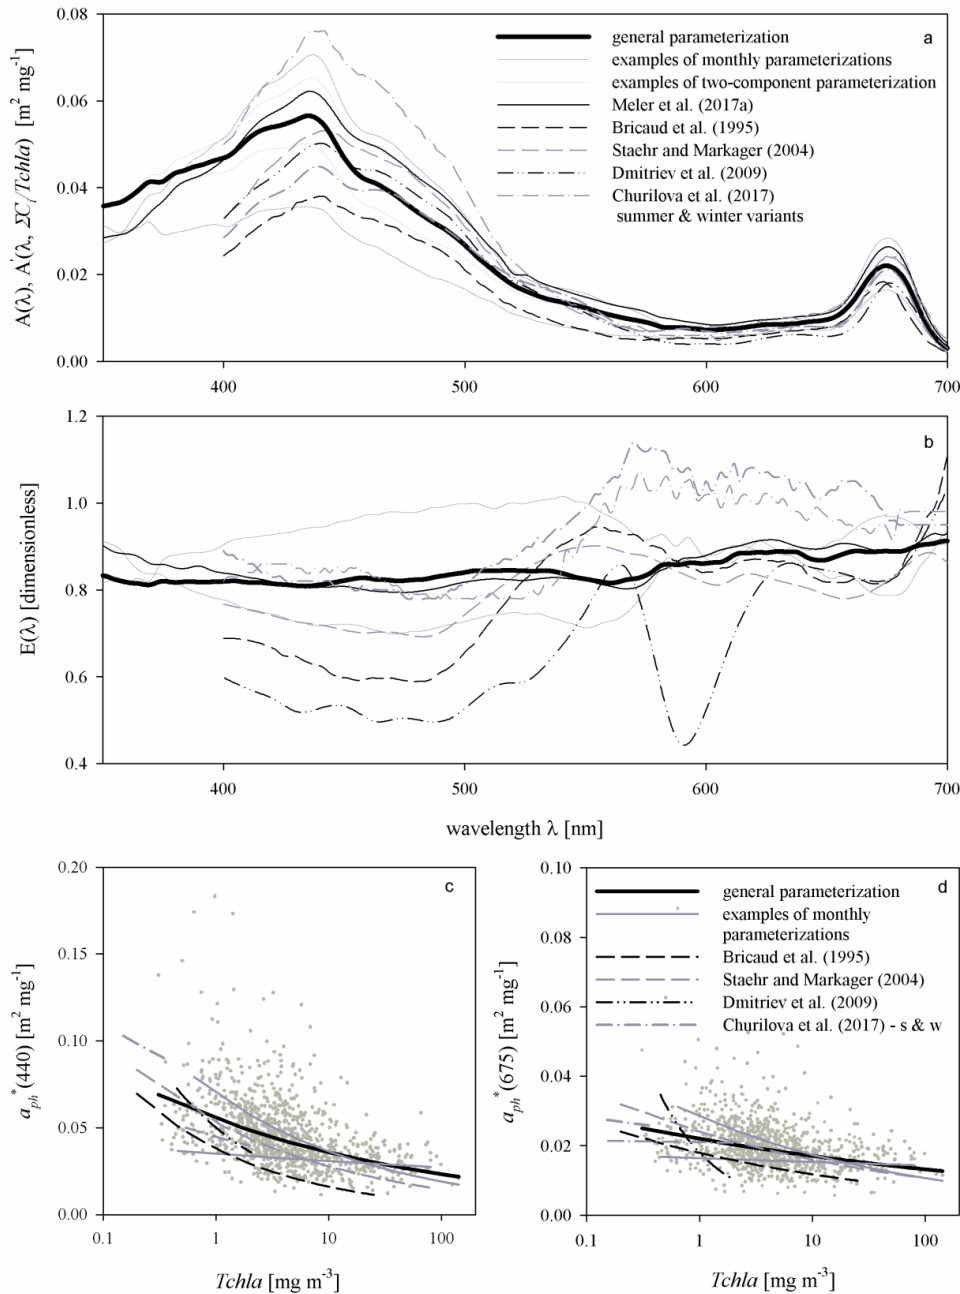 0.08
0.06
0.04
0.02
0.00
A(λ), A'(λ, ΣCi/Tchla) [m2 mg-1]
a
general parameterization
examples of monthly parameterizations
examples of two-component parameterization
Meler et al. (2017a)
Bricaud et al. (1995)
Staehr and Markager (2004)
Dmitriev et al. (2009)
Churilova et al. (2017)
summer & winter variants
400 500 600 700
1.2
1.0
0.8
0.6
0.4
E(λ) [dimensionless]
b
400 500 600 700
wavelength λ [nm]
0.20
0.15
0.10
0.05
0.00
aph*(440) [m2 mg-1]
c
0.1 1 10 100
Tchla [mg m-3]
0.10
0.08
0.06
0.04
0.02
0.00
aph*(675) [m2 mg-1]
d
general parameterization
examples of monthly
parameterizations
Bricaud et al. (1995)
Staehr and Markager (2004)
Dmitriev et al. (2009)
Churilova et al. (2017) - s & w
0.1 1 10 100
Tchla [mg m-3]